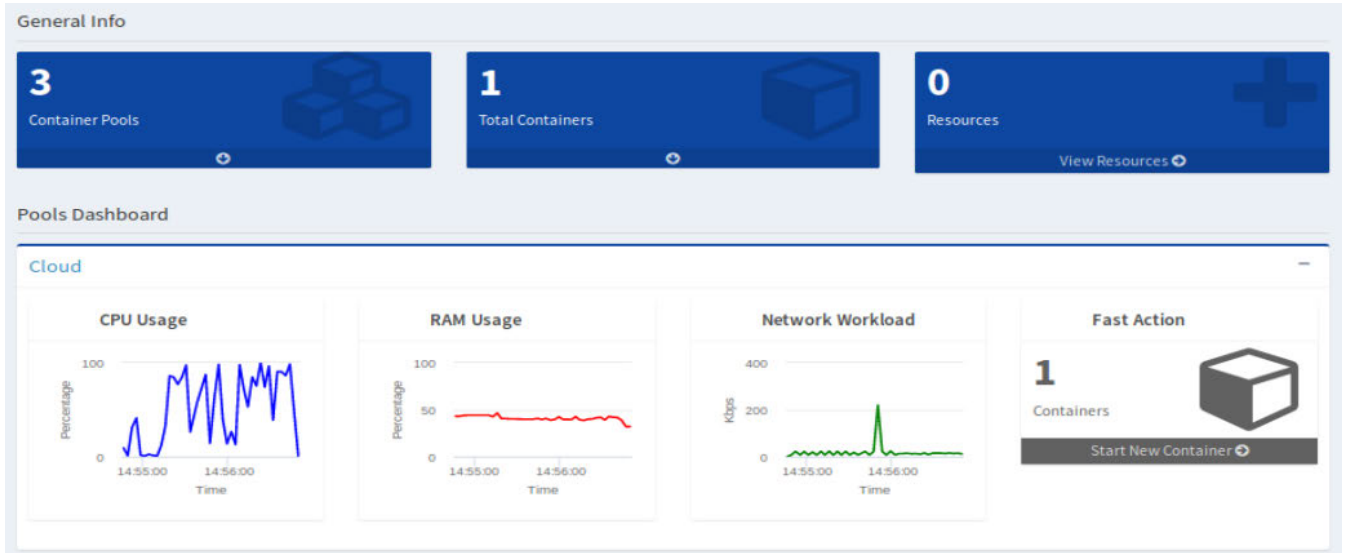 General Info
3
Container Pools
1
Total Containers
0
Resources
View Resources
Pools Dashboard
Cloud
CPU Usage
100
0
Percentage
14:55:00 14:56:00
Time
RAM Usage
100
50
0
Percentage
14:55:00 14:56:00
Time
Network Workload
400
200
0
Kbps
14:55:00 14:56:00
Time
Fast Action
1
Containers
Start New Container